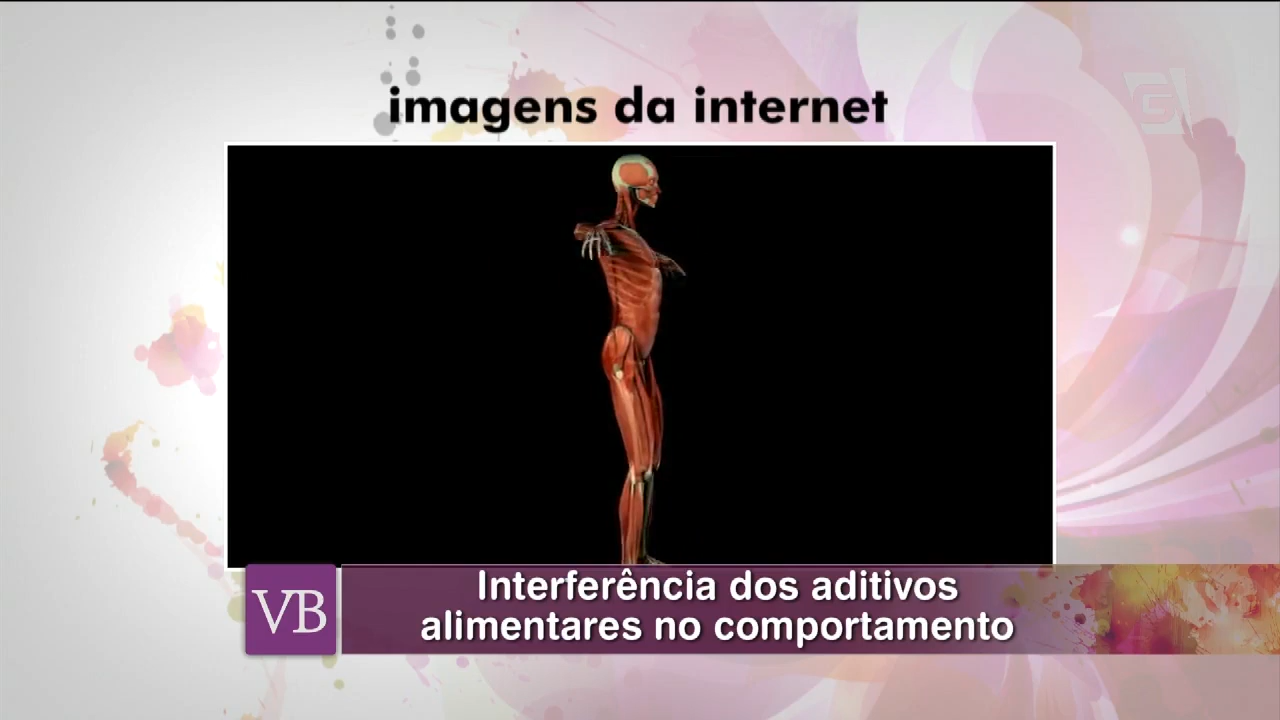 imagens da internet
VB
Interferência dos aditivos
alimentares no comportamento